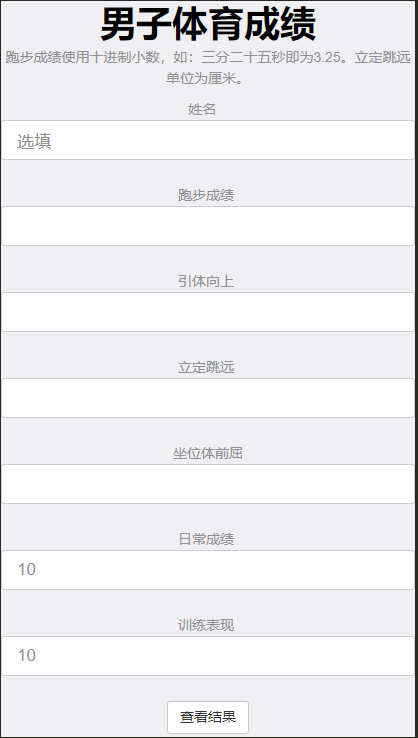 男子体育成绩
跑步成绩使用十进制小数，如：三分二十五秒即为3.25。立定跳远
单位为厘米。
姓名
选填
跑步成绩
引体向上
立定跳远
坐位体前屈
日常成绩
10
训练表现
10
查看结果